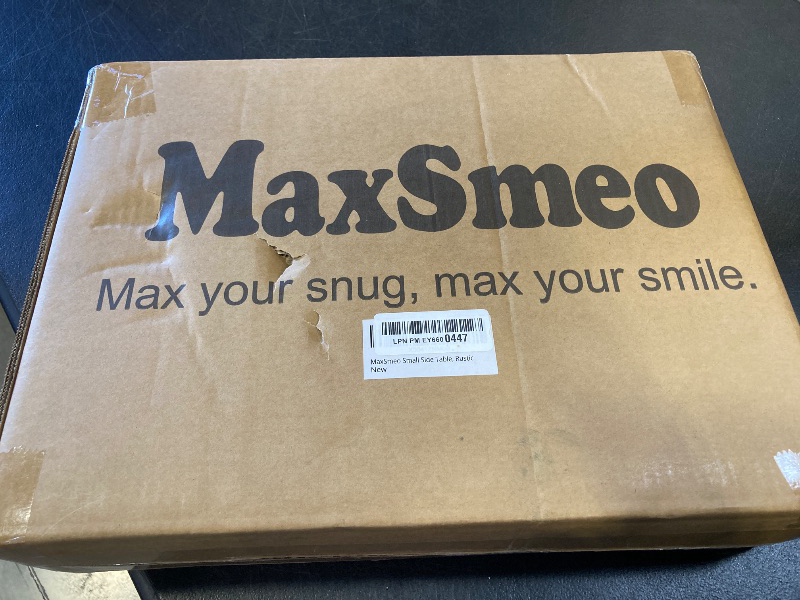 MaxSmeo
Max your snug, max your smile.
LPN PM EY660 0447
MaxSmeo Small Side Table, Rustic
New